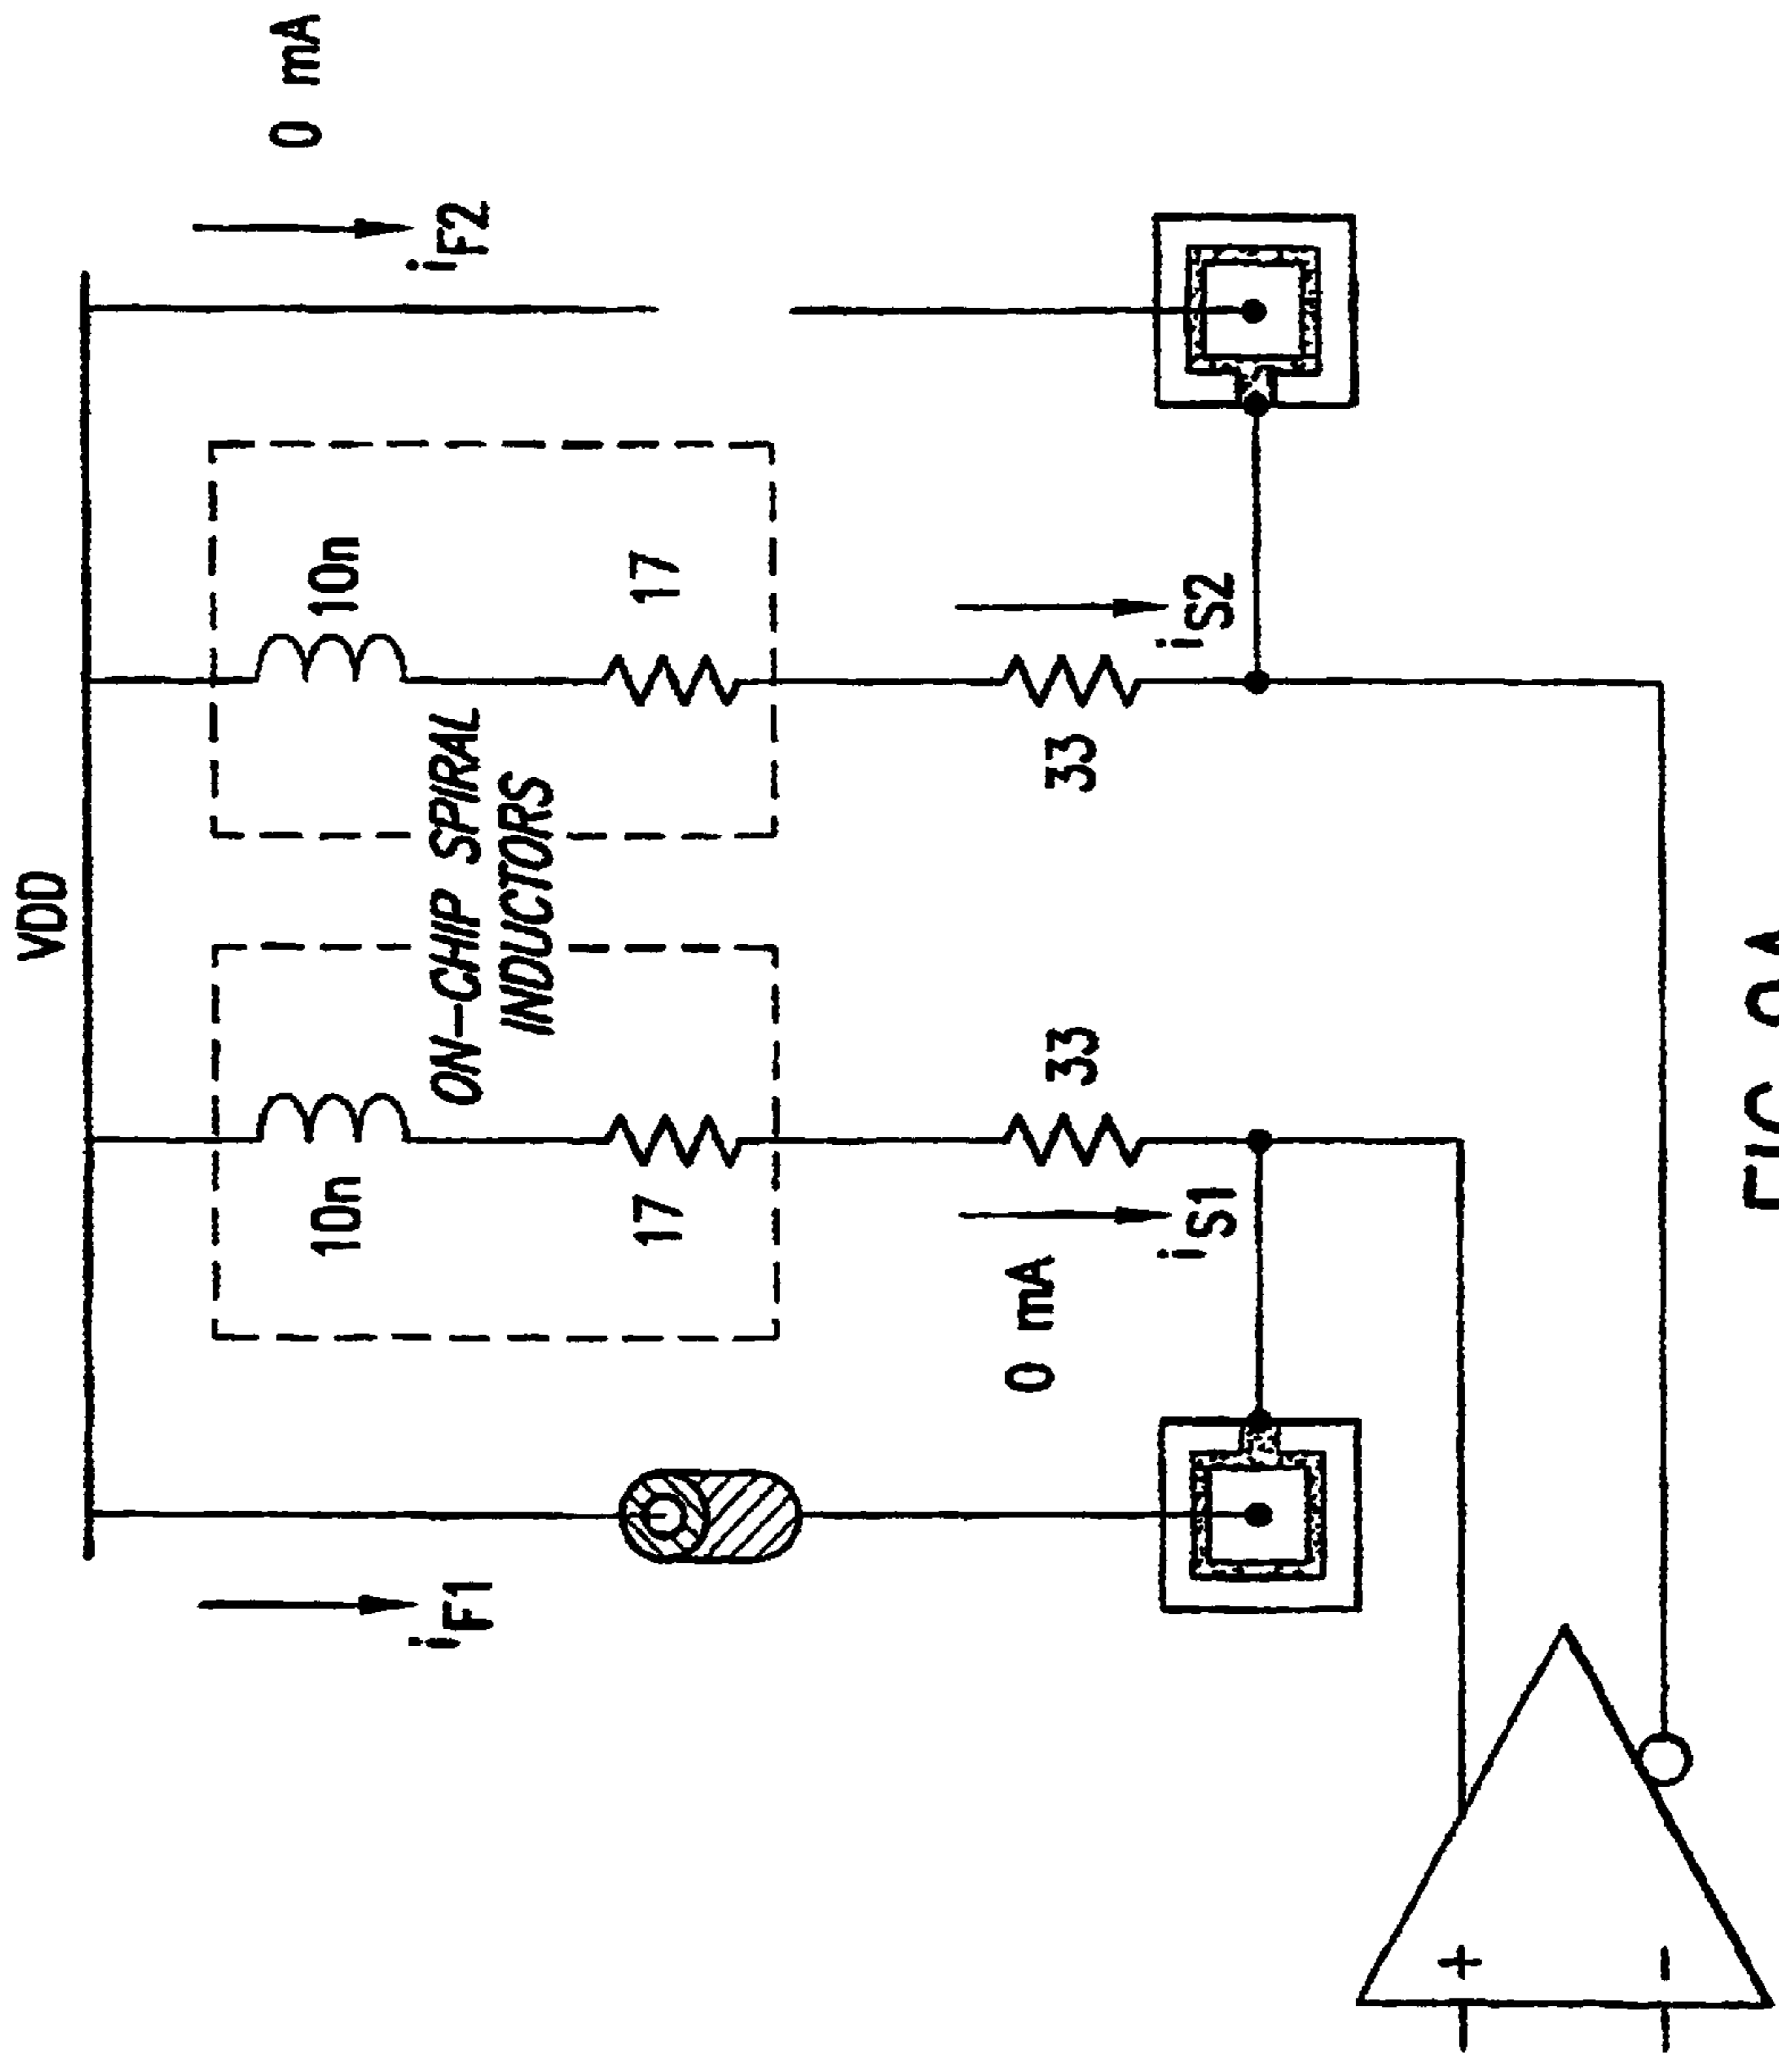 VDD
0 mA
iF1
iF2
10n
10n
ON-CHIP SPIRAL
INDUCTORS
17
17
0 mA
33
33
iS1
iS2
+
-
FIG